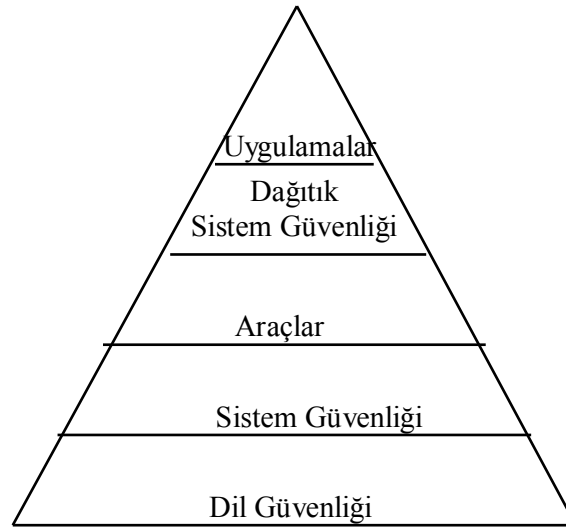 Uygulamalar
Dağıtık
Sistem Güvenliği
Araçlar
Sistem Güvenliği
Dil Güvenliği